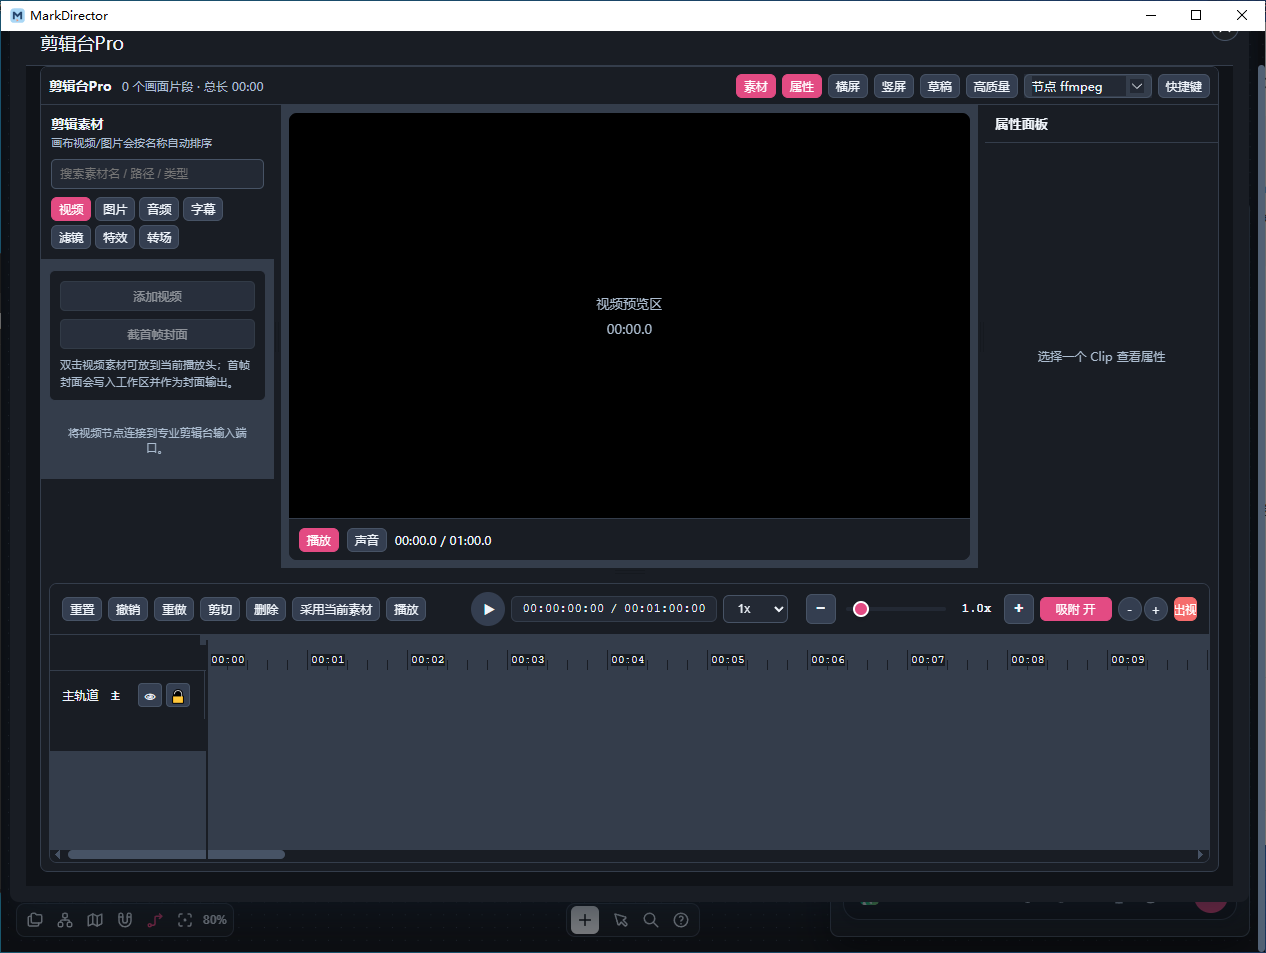 MarkDirector
剪辑台Pro
剪辑台Pro 0 个画面片段 · 总长 00:00
素材 属性 横屏 竖屏 草稿 高质量 节点 ffmpeg 快捷键
剪辑素材
画布视频/图片会按名称自动排序
搜索素材名 / 路径 / 类型
视频 图片 音频 字幕
滤镜 特效 转场
添加视频
截首帧封面
双击视频素材可放到当前播放头；首帧
封面会写入工作区并作为封面输出。
将视频节点连接到专业剪辑台输入端
口。
视频预览区
00:00.0
播放 声音 00:00.0 / 01:00.0
属性面板
选择一个 Clip 查看属性
重置 撤销 重做 剪切 删除 采用当前素材 播放
00:00:00:00 / 00:01:00:00
1x
− 1.0x +
吸附 开
- +
出视
00:00 00:01 00:02 00:03 00:04 00:05 00:06 00:07 00:08 00:09
主轨道 主
80%